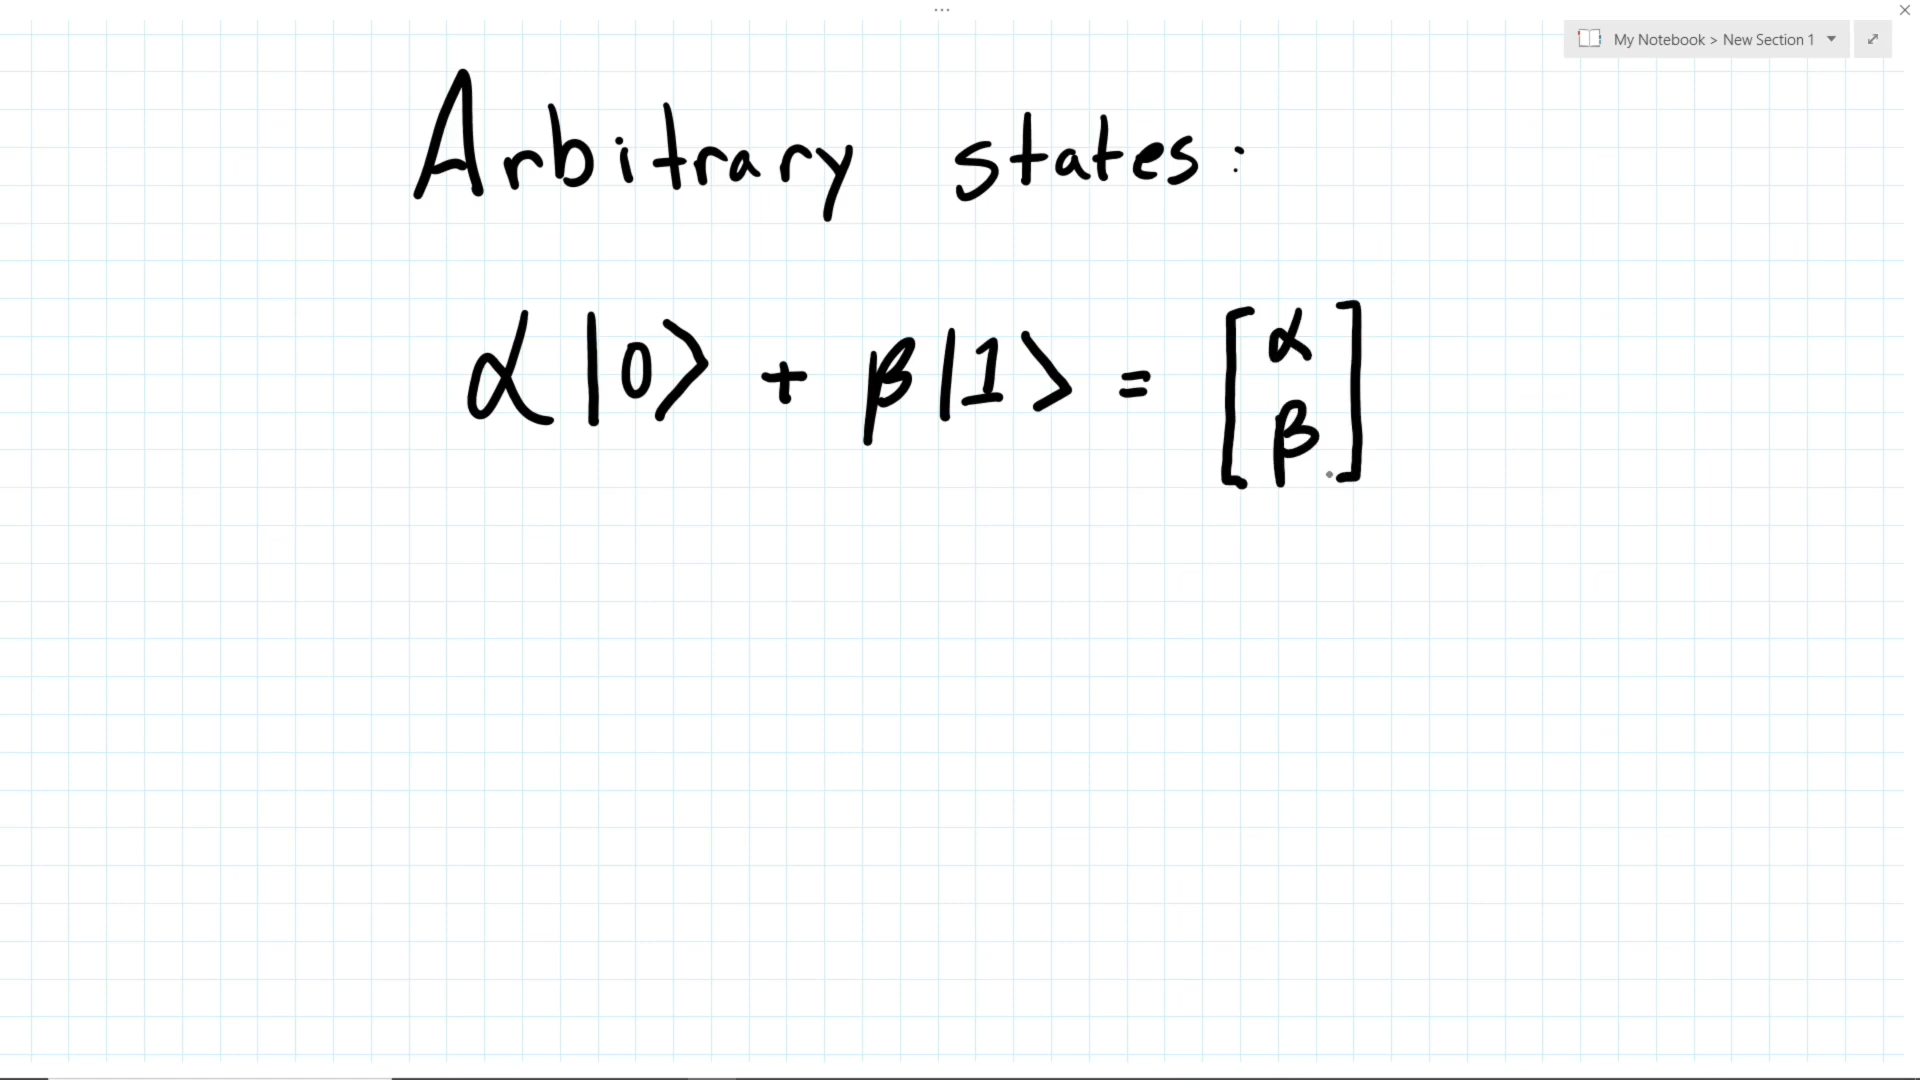 My Notebook > New Section 1
Arbitrary states:
α|0⟩ + β|1⟩ = [α β]